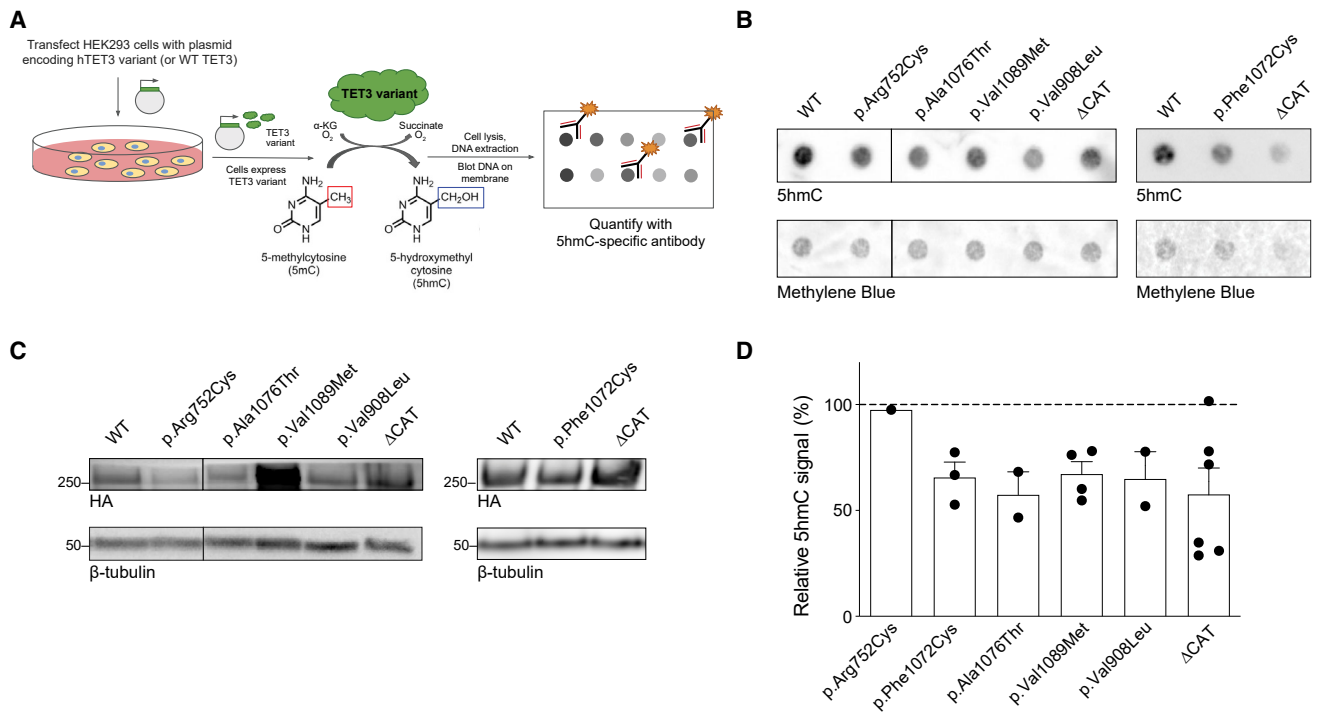 A
Transfect HEK293 cells with plasmid
encoding hTET3 variant (or WT TET3)
TET3
variant
Cells express
TET3 variant
TET3 variant
α-KG
O2
Succinate
O2
NH2
CH3
N
O
N
H
5-methylcytosine
(5mC)
NH2
CH2OH
N
O
N
H
5-hydroxymethyl
cytosine
(5hmC)
Cell lysis,
DNA extraction
Blot DNA on
membrane
Quantify with
5hmC-specific antibody
B
WT
p.Arg752Cys
p.Ala1076Thr
p.Val1089Met
p.Val908Leu
ΔCAT
5hmC
Methylene Blue
WT
p.Phe1072Cys
ΔCAT
5hmC
Methylene Blue
C
WT
p.Arg752Cys
p.Ala1076Thr
p.Val1089Met
p.Val908Leu
ΔCAT
250
HA
50
β-tubulin
WT
p.Phe1072Cys
ΔCAT
250
HA
50
β-tubulin
D
Relative 5hmC signal (%)
100
50
0
p.Arg752Cys
p.Phe1072Cys
p.Ala1076Thr
p.Val1089Met
p.Val908Leu
ΔCAT